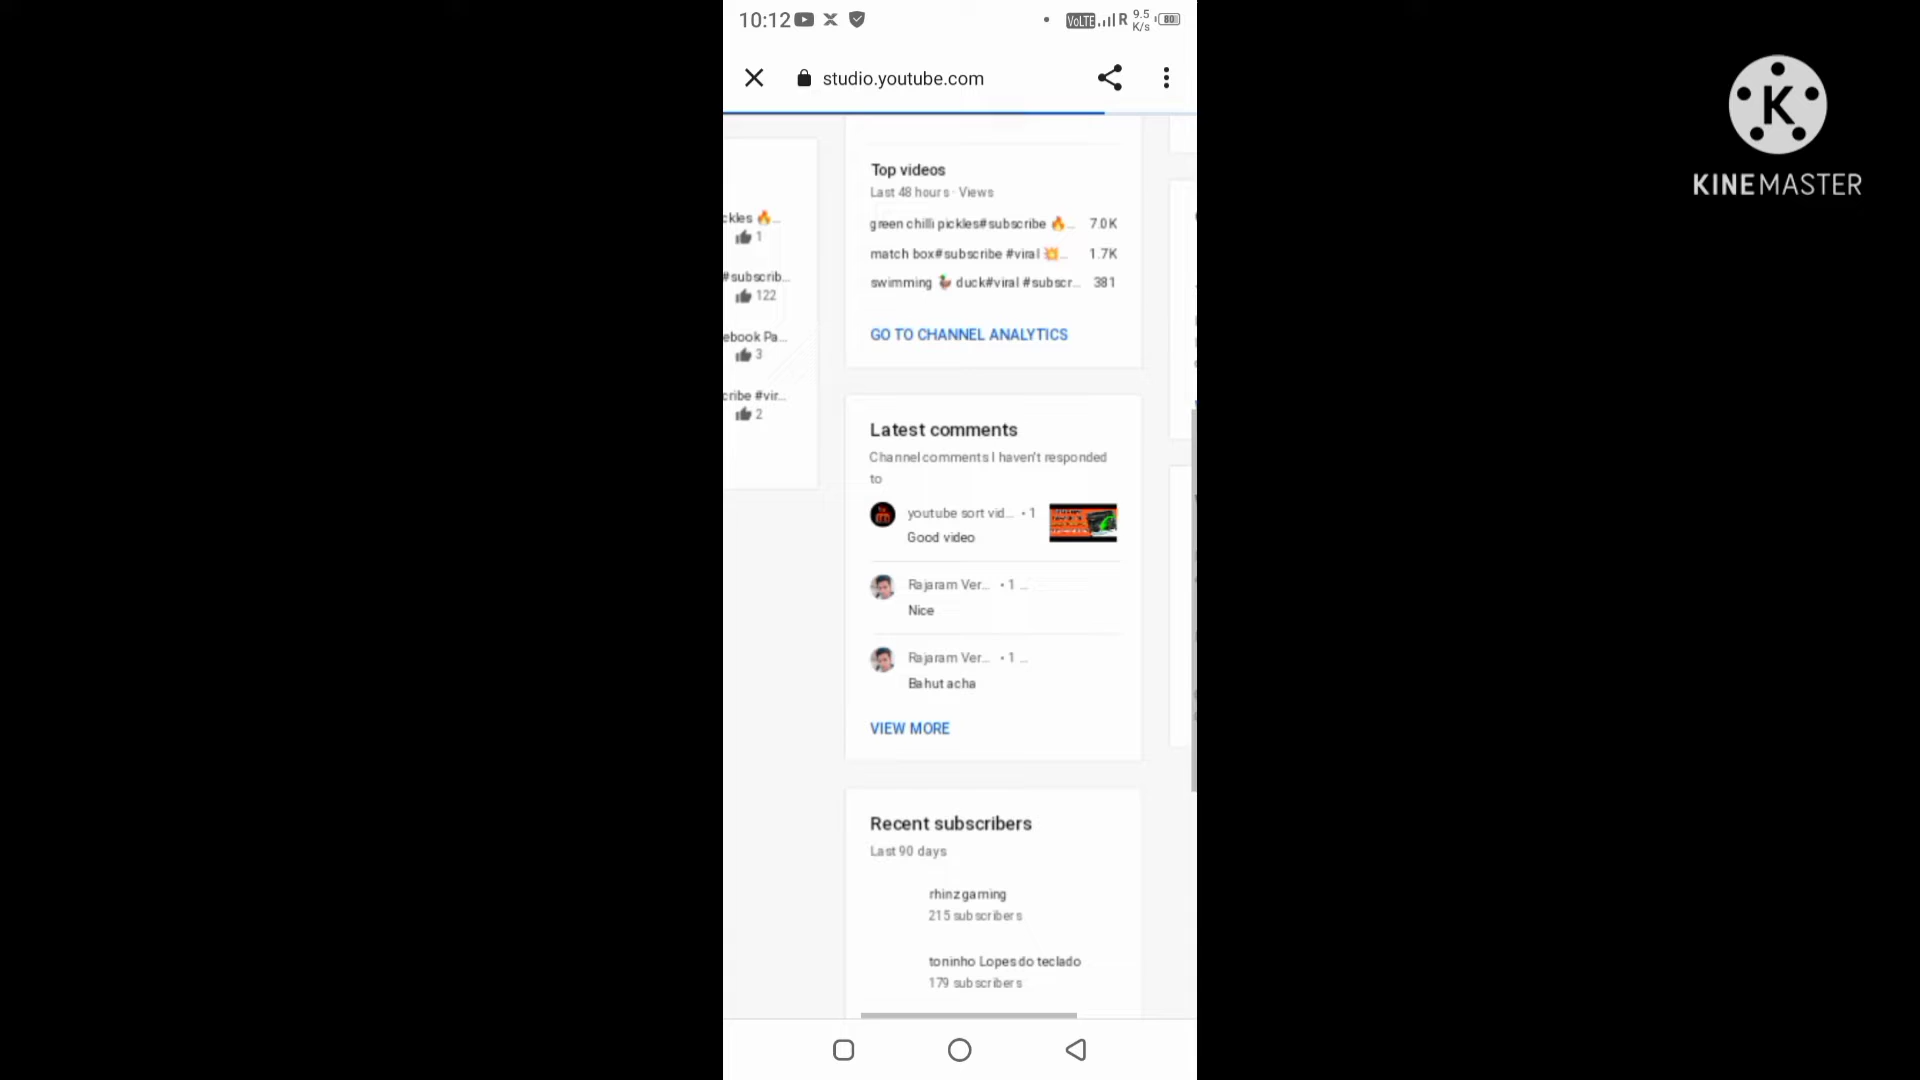 10:12
VoLTE R 9.5 K/s 80
studio.youtube.com
K
KINEMASTER
Top videos
Last 48 hours · Views
green chilli pickles#subscribe 🔥... 7.0K
match box#subscribe #viral 💥... 1.7K
swimming 🦆 duck#viral #subscr... 381
GO TO CHANNEL ANALYTICS
ckles 🔥...
1
#subscrib...
122
ebook Pa...
3
cribe #vir...
2
Latest comments
Channel comments I haven't responded
to
youtube sort vid... • 1
Good video
Rajaram Ver... • 1 ...
Nice
Rajaram Ver... • 1 ...
Bahut acha
VIEW MORE
Recent subscribers
Last 90 days
rhinz gaming
215 subscribers
toninho Lopes do teclado
179 subscribers